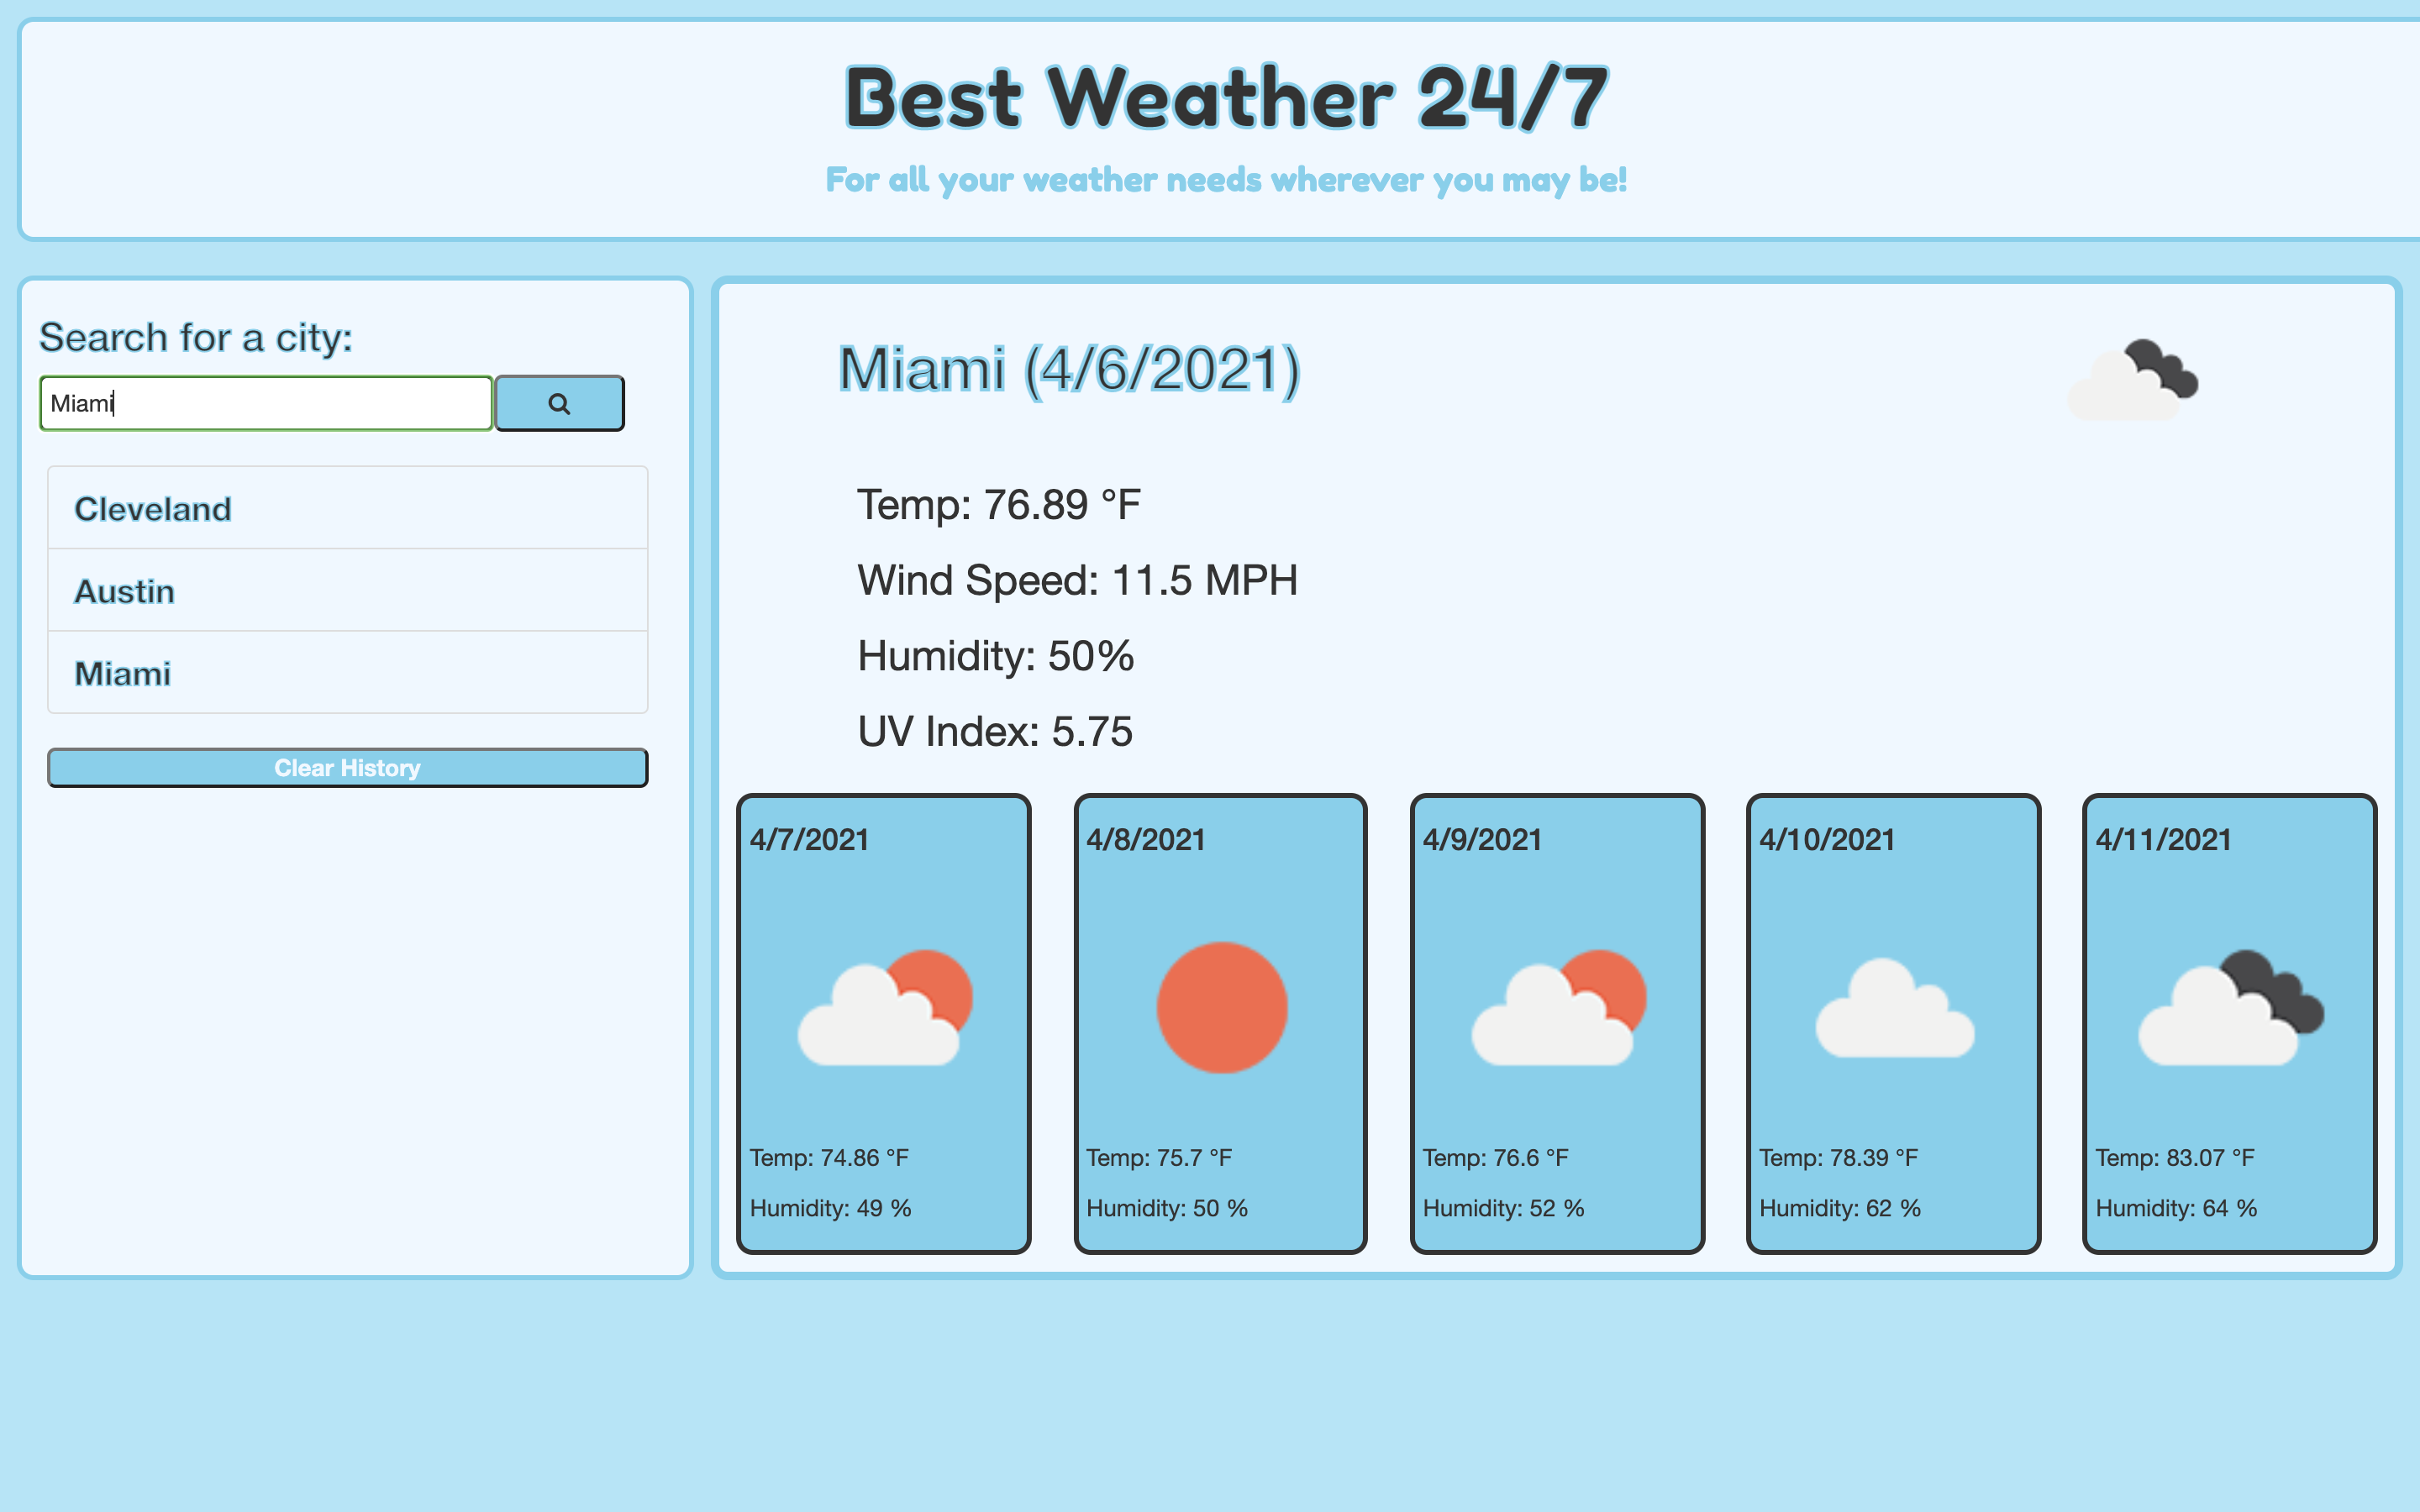 Best Weather 24/7
For all your weather needs wherever you may be!
Search for a city:
Miami
Cleveland
Austin
Miami
Clear History
Miami (4/6/2021)
Temp: 76.89 °F
Wind Speed: 11.5 MPH
Humidity: 50%
UV Index: 5.75
4/7/2021
Temp: 74.86 °F
Humidity: 49 %
4/8/2021
Temp: 75.7 °F
Humidity: 50 %
4/9/2021
Temp: 76.6 °F
Humidity: 52 %
4/10/2021
Temp: 78.39 °F
Humidity: 62 %
4/11/2021
Temp: 83.07 °F
Humidity: 64 %